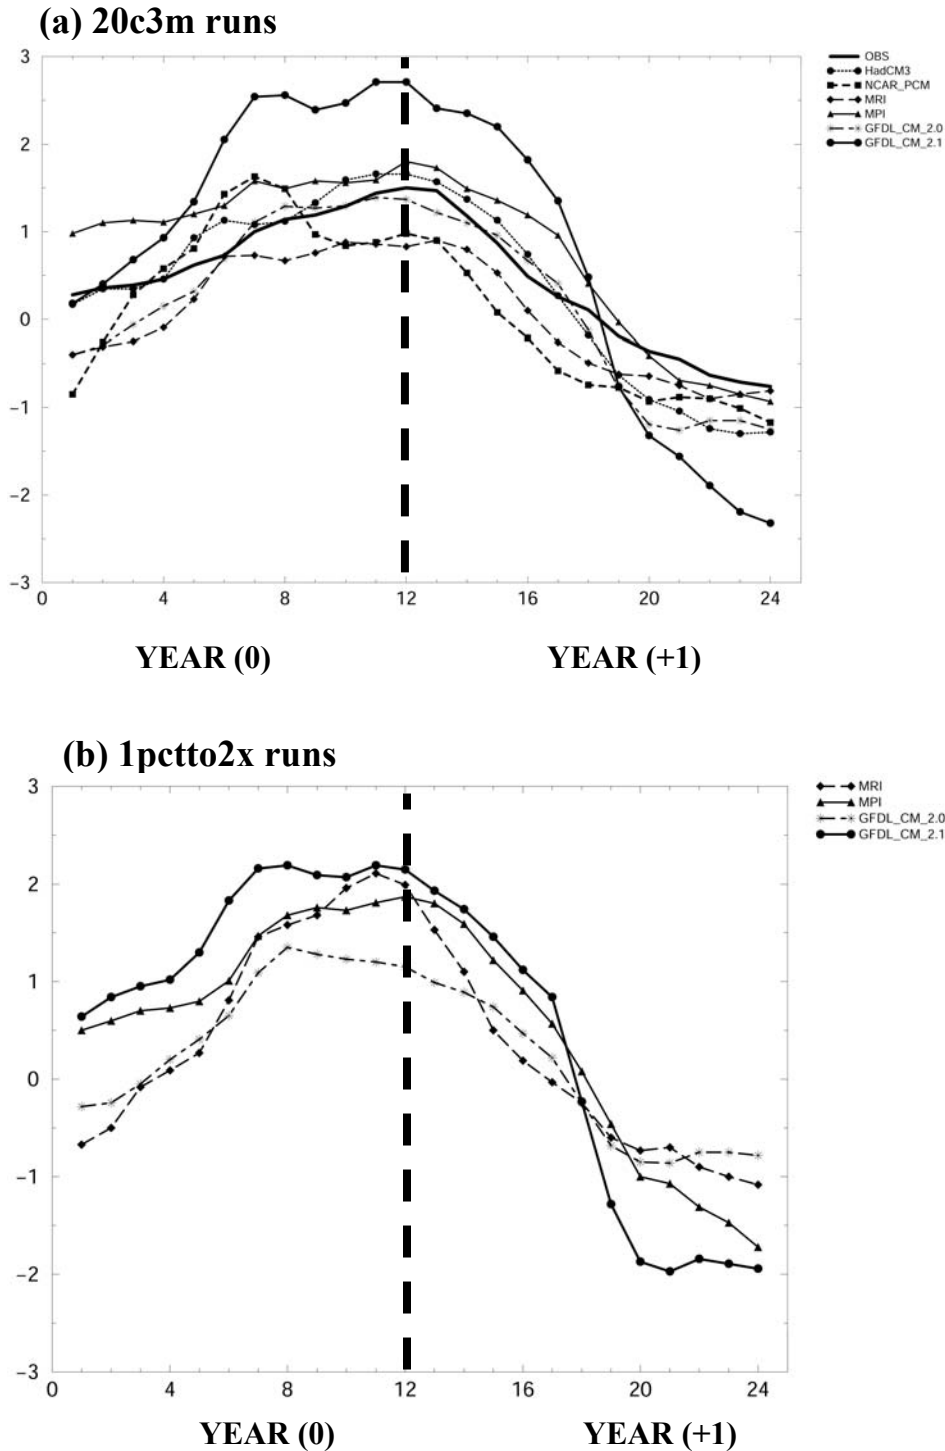 (a) 20c3m runs
3
2
1
0
−1
−2
−3
0 4 8 12 16 20 24
OBS
HadCM3
NCAR_PCM
MRI
MPI
GFDL_CM_2.0
GFDL_CM_2.1
YEAR (0) YEAR (+1)
(b) 1pctto2x runs
3
2
1
0
−1
−2
−3
0 4 8 12 16 20 24
MRI
MPI
GFDL_CM_2.0
GFDL_CM_2.1
YEAR (0) YEAR (+1)